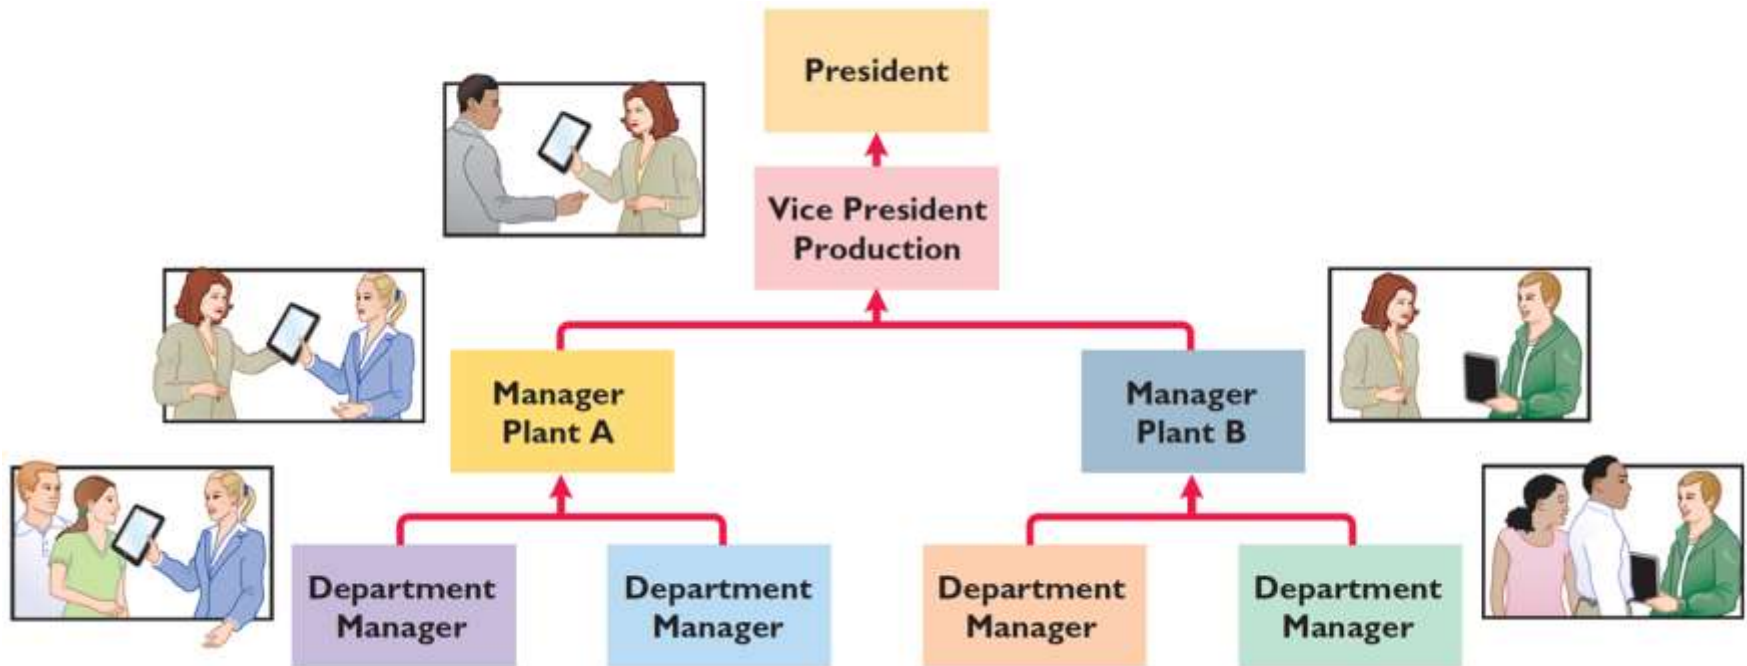 President
Vice President
Production
Manager
Plant A
Manager
Plant B
Department
Manager
Department
Manager
Department
Manager
Department
Manager